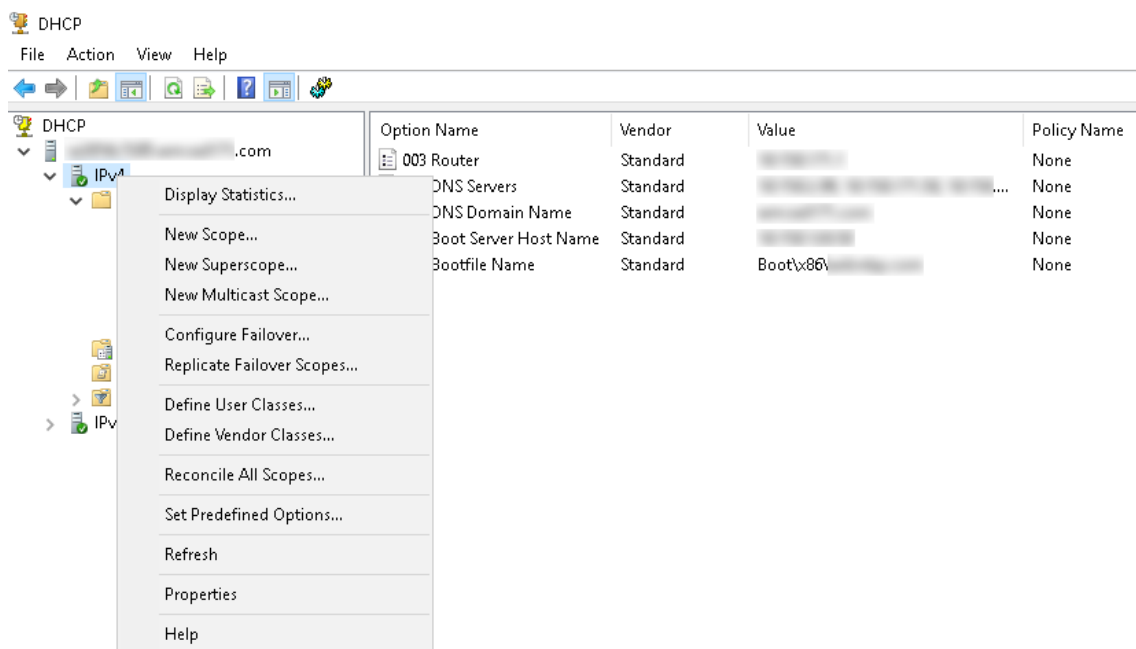 DHCP
File Action View Help
DHCP
.com
IPv4
IPv
Option Name Vendor Value Policy Name
003 Router Standard None
DNS Servers Standard .... None
DNS Domain Name Standard None
Boot Server Host Name Standard None
Bootfile Name Standard Boot\x86\ None
Display Statistics...
New Scope...
New Superscope...
New Multicast Scope...
Configure Failover...
Replicate Failover Scopes...
Define User Classes...
Define Vendor Classes...
Reconcile All Scopes...
Set Predefined Options...
Refresh
Properties
Help